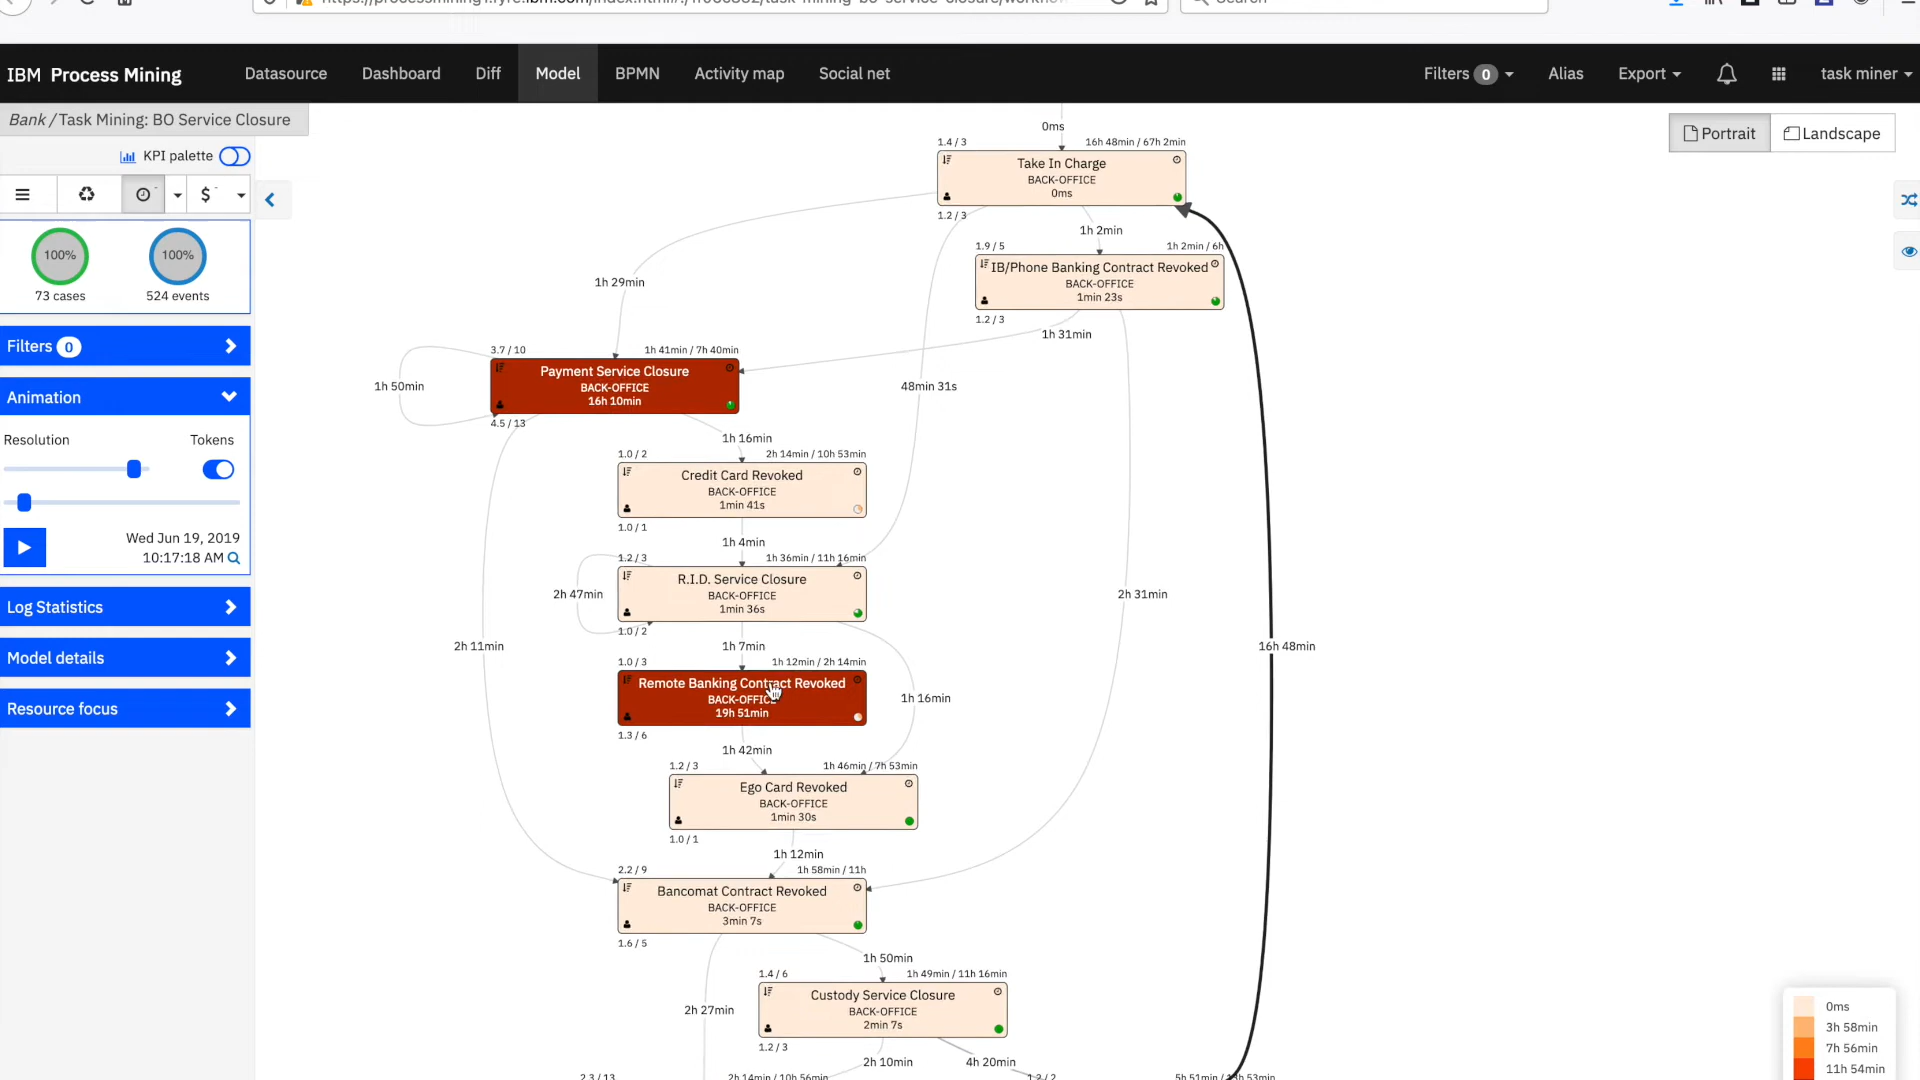 Search
IBM Process Mining
Datasource
Dashboard
Diff
Model
BPMN
Activity map
Social net
Filters 0
Alias
Export
task miner
Bank / Task Mining: BO Service Closure
Portrait
Landscape
KPI palette
$
100%
73 cases
100%
524 events
Filters 0
Animation
Resolution
Tokens
Wed Jun 19, 2019
10:17:18 AM
Log Statistics
Model details
Resource focus
0ms
1.4 / 3
16h 48min / 67h 2min
Take In Charge
BACK-OFFICE
0ms
1.2 / 3
1h 2min
1.9 / 5
1h 2min / 6h
IB/Phone Banking Contract Revoked
BACK-OFFICE
1min 23s
1.2 / 3
1h 29min
1h 31min
3.7 / 10
1h 41min / 7h 40min
Payment Service Closure
BACK-OFFICE
16h 10min
4.5 / 13
1h 50min
48min 31s
1h 16min
1.0 / 2
2h 14min / 10h 53min
Credit Card Revoked
BACK-OFFICE
1min 41s
1.0 / 1
1h 4min
1.2 / 3
1h 36min / 11h 16min
R.I.D. Service Closure
BACK-OFFICE
1min 36s
1.0 / 2
2h 47min
2h 31min
2h 11min
1h 7min
16h 48min
1.0 / 3
1h 12min / 2h 14min
Remote Banking Contract Revoked
BACK-OFFICE
19h 51min
1.3 / 6
1h 16min
1h 42min
1.2 / 3
1h 46min / 7h 53min
Ego Card Revoked
BACK-OFFICE
1min 30s
1.0 / 1
1h 12min
2.2 / 9
1h 58min / 11h
Bancomat Contract Revoked
BACK-OFFICE
3min 7s
1.6 / 5
1h 50min
1.4 / 6
1h 49min / 11h 16min
Custody Service Closure
BACK-OFFICE
2min 7s
1.2 / 3
2h 27min
2h 10min
4h 20min
2.3 / 13
2h 14min / 10h 56min
1.2 / 2
0ms
3h 58min
7h 56min
11h 54min